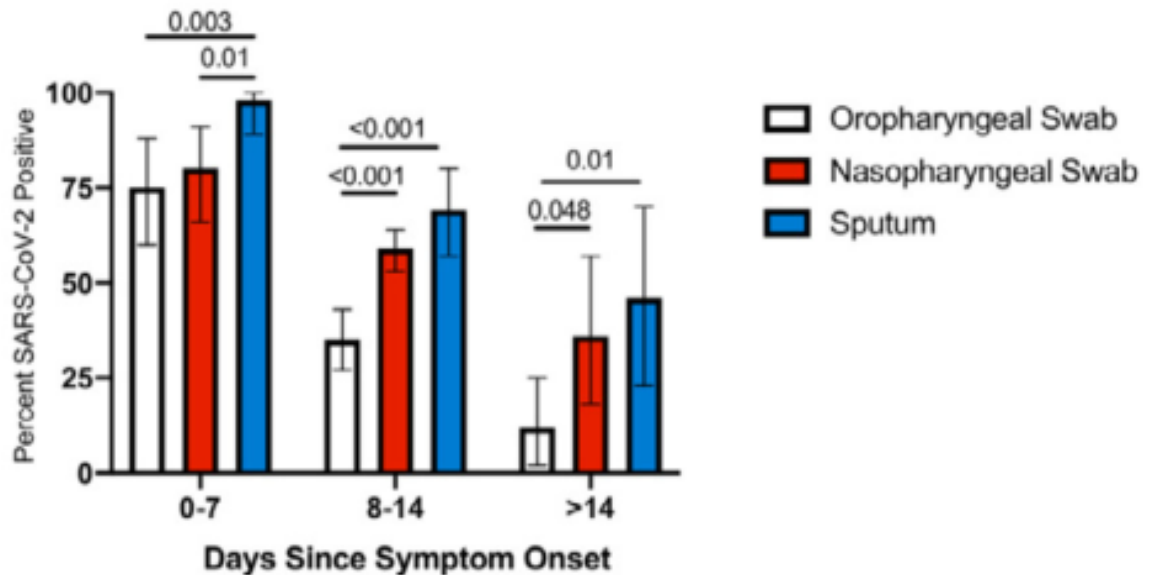 0.003
0.01
<0.001
<0.001
0.01
0.048
100
75
50
25
0
Percent SARS-CoV-2 Positive
0-7
8-14
>14
Days Since Symptom Onset
Oropharyngeal Swab
Nasopharyngeal Swab
Sputum